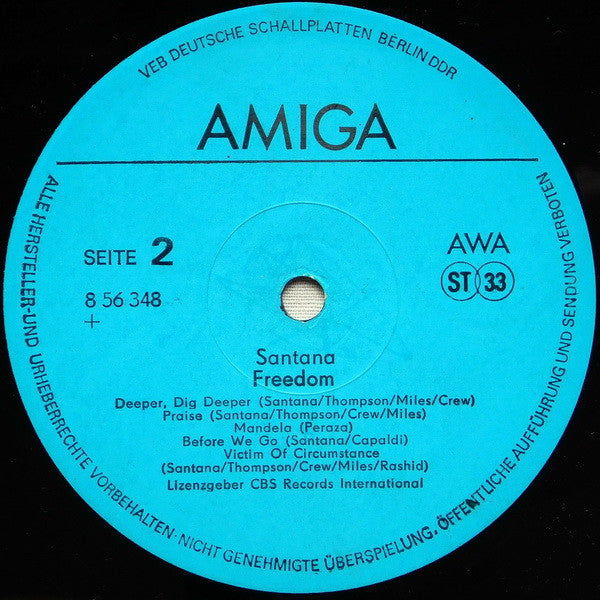 VEB DEUTSCHE SCHALLPLATTEN BERLIN DDR
AMIGA
SEITE 2
AWA
8 56 348
+
ST 33
Santana
Freedom
Deeper, Dig Deeper (Santana/Thompson/Miles/Crew)
Praise (Santana/Thompson/Crew/Miles)
Mandela (Peraza)
Before We Go (Santana/Capaldi)
Victim Of Circumstance
(Santana/Thompson/Crew/Miles/Rashid)
Lizenzgeber CBS Records International
ALLE HERSTELLER-UND URHEBERRECHTE VORBEHALTEN·NICHT GENEHMIGTE ÜBERSPIELUNG, ÖFFENTLICHE AUFFÜHRUNG UND SENDUNG VERBOTEN